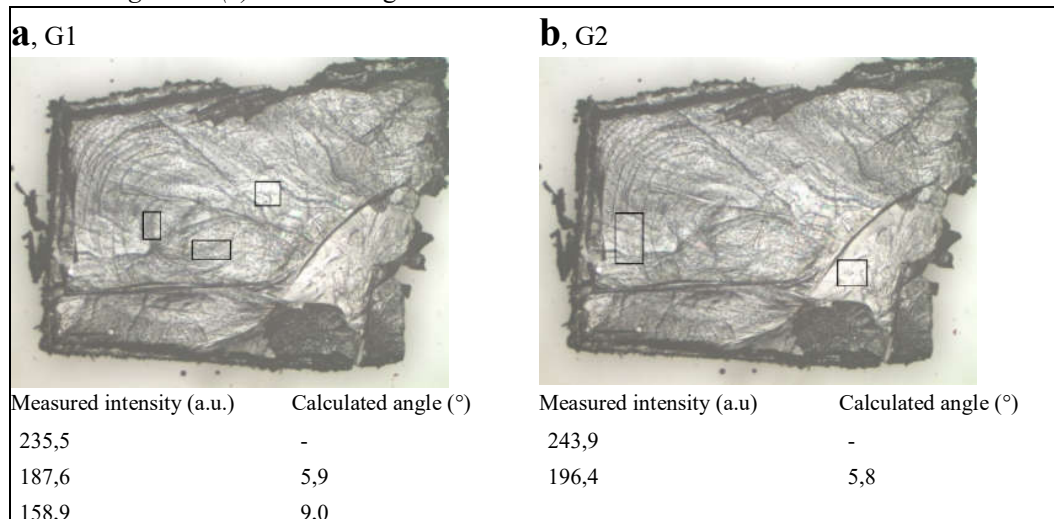 a, G1
b, G2
Measured intensity (a.u.) Calculated angle (°)
235,5 -
187,6 5,9
158,9 9,0
Measured intensity (a.u) Calculated angle (°)
243,9 -
196,4 5,8